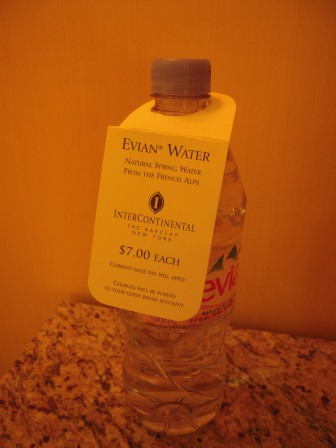 EVIAN® WATER
NATURAL SPRING WATER
FROM THE FRENCH ALPS
I
INTERCONTINENTAL
THE BARCLAY
NEW YORK
$7.00 EACH
CURRENT SALES TAX WILL APPLY
CHARGES WILL BE POSTED
TO YOUR GUEST ROOM ACCOUNT
evia